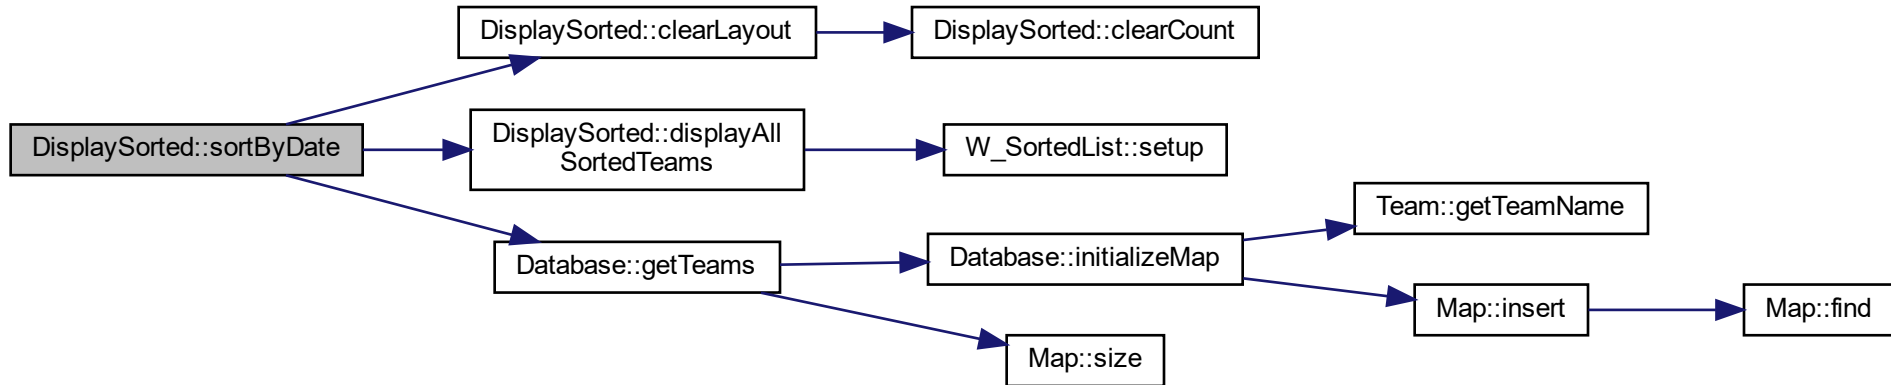 DisplaySorted::clearLayout
DisplaySorted::clearCount
DisplaySorted::sortByDate
DisplaySorted::displayAll
SortedTeams
W_SortedList::setup
Team::getTeamName
Database::getTeams
Database::initializeMap
Map::insert
Map::find
Map::size